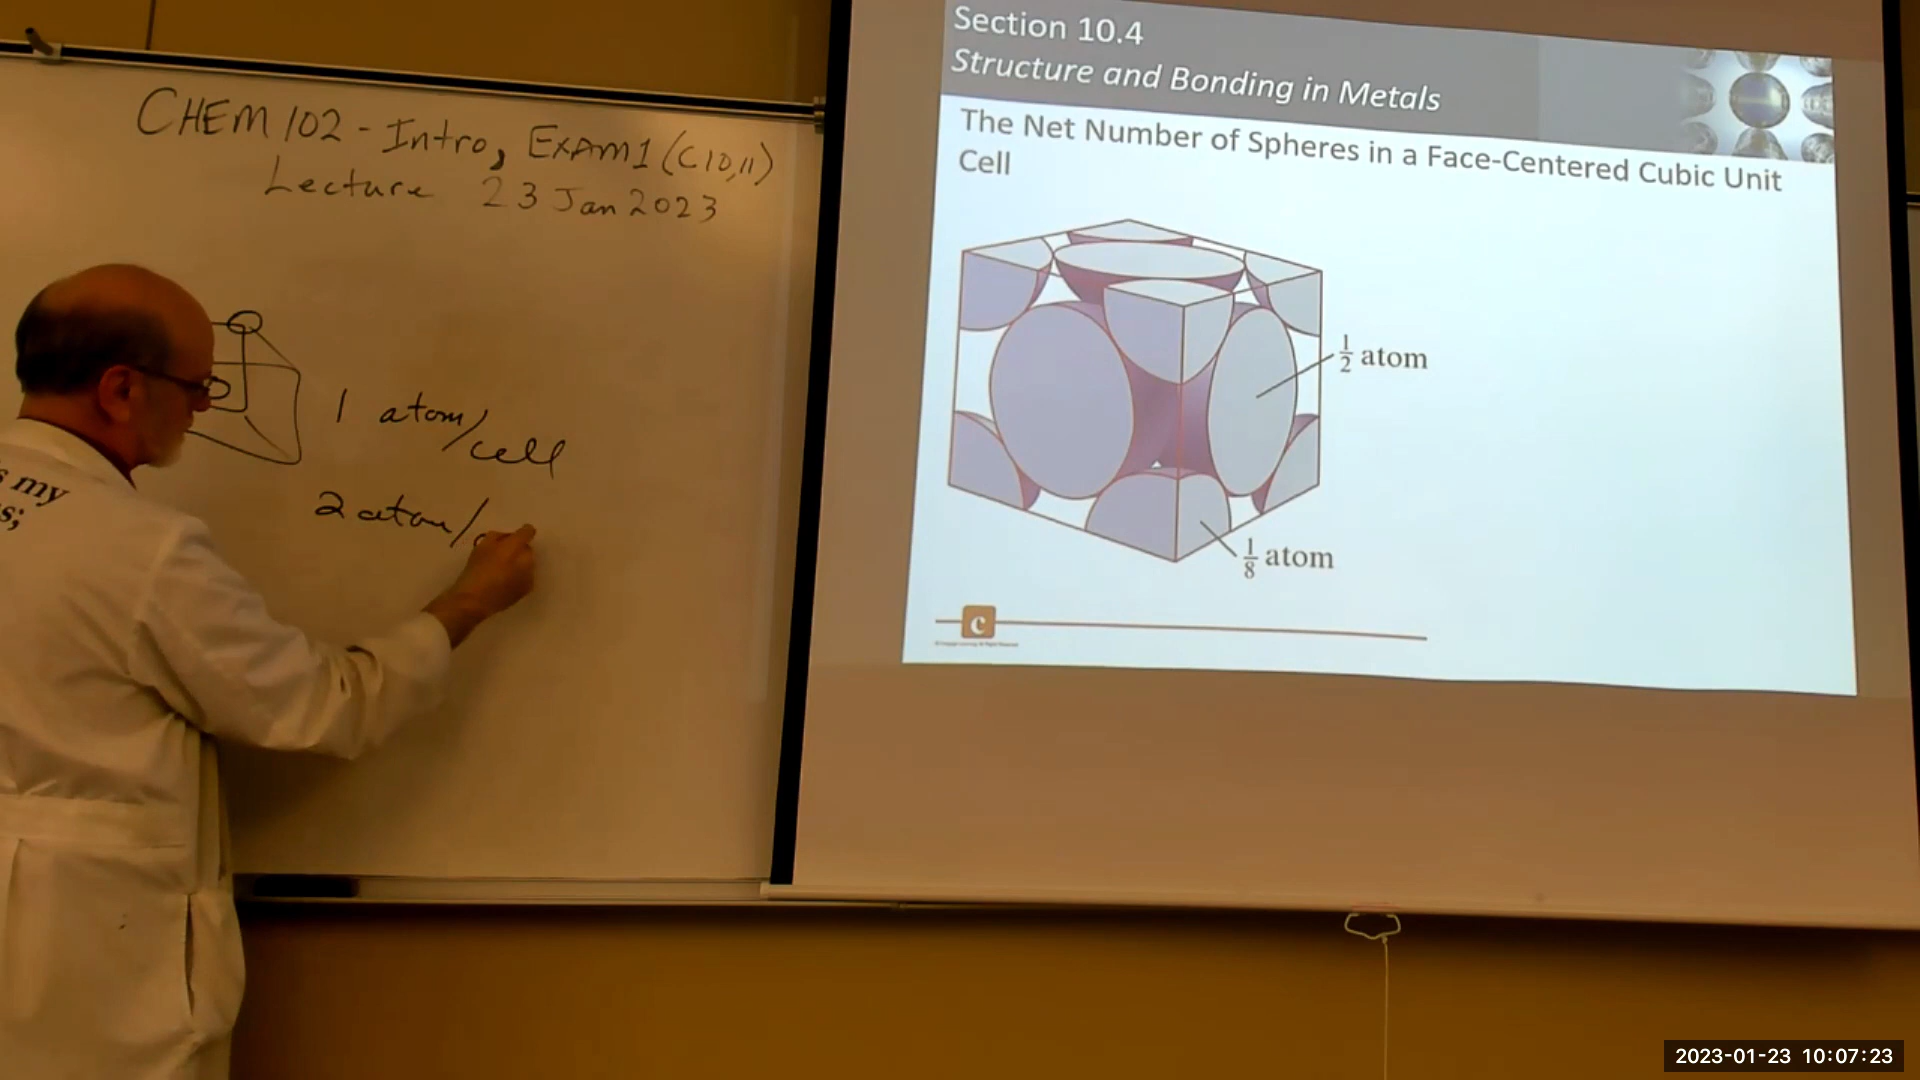 CHEM 102 - Intro, EXAM 1 (C10,11)
Lecture 23 Jan 2023
1 atom/cell
2 atom/c
s my
s;
Section 10.4
Structure and Bonding in Metals
The Net Number of Spheres in a Face-Centered Cubic Unit
Cell
1/2 atom
1/8 atom
c
2023-01-23 10:07:23